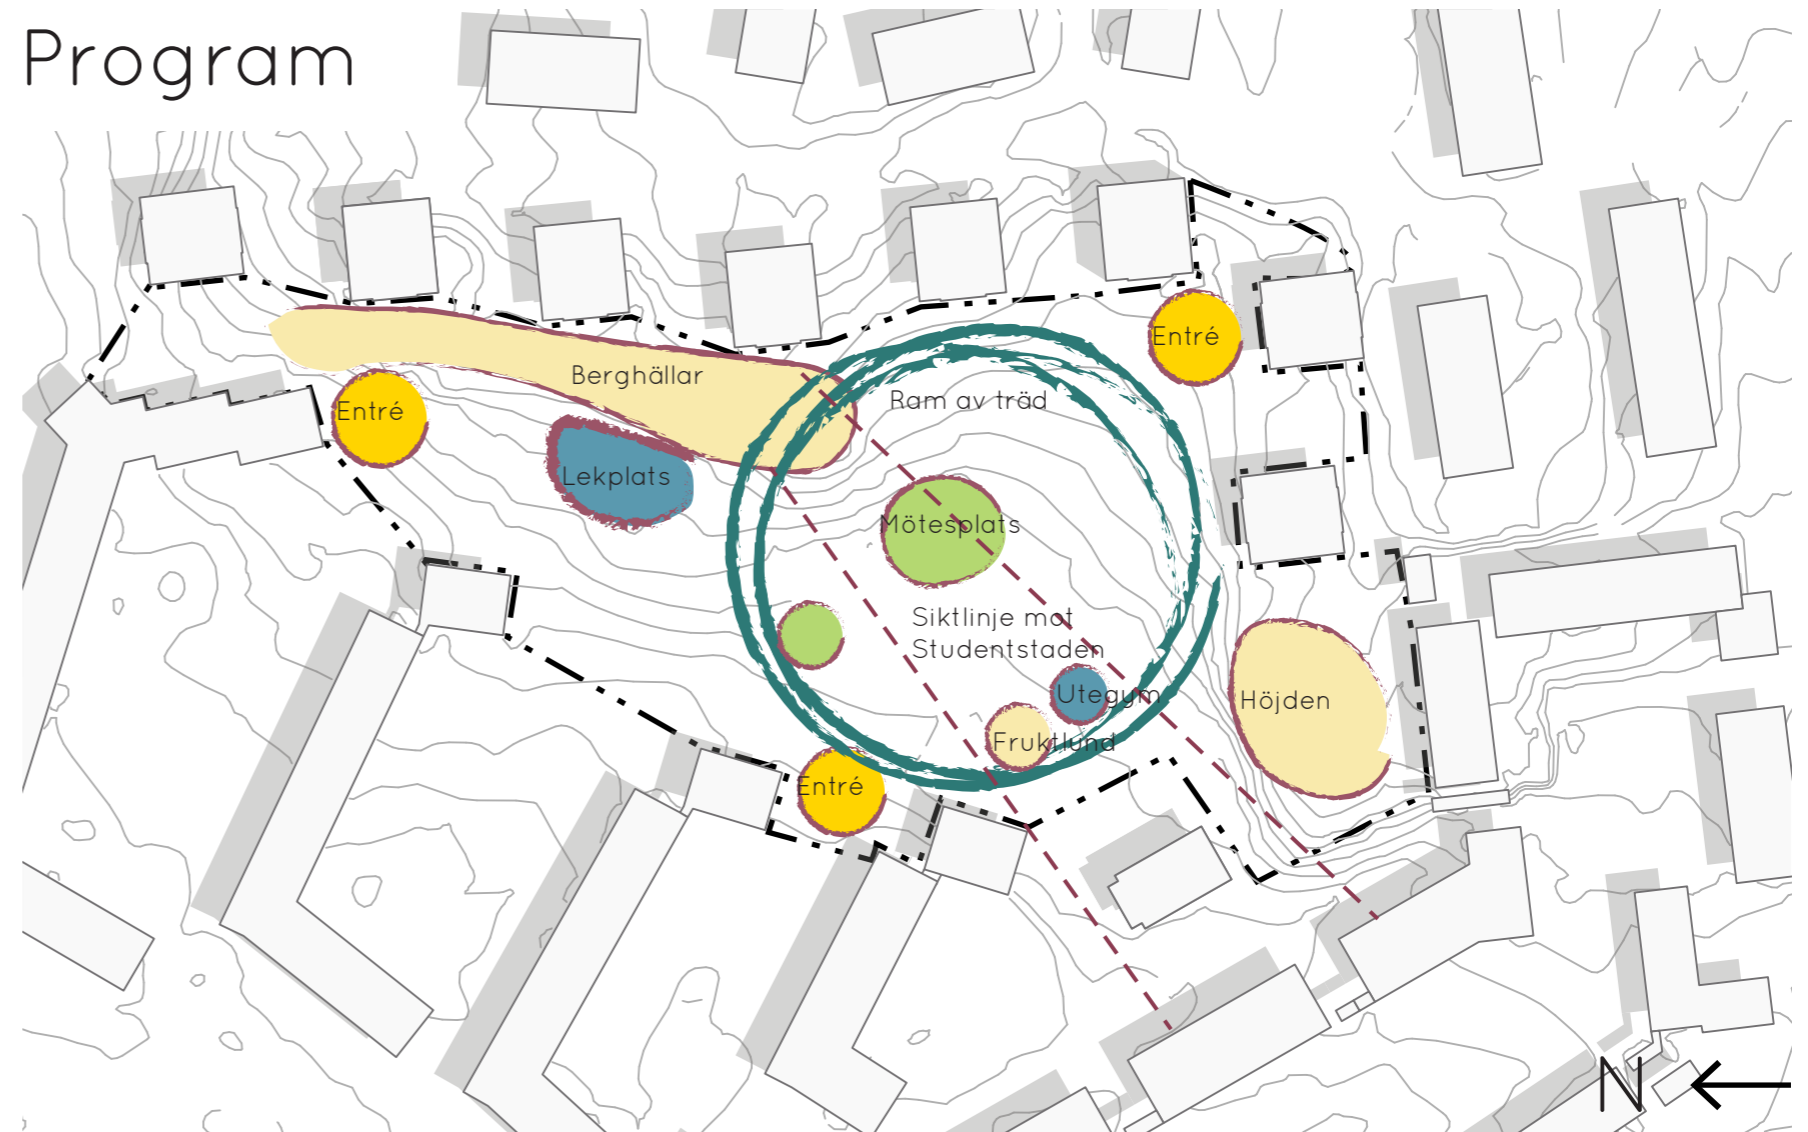 Program
Entré
Berghällar
Ram av träd
Entré
Lekplats
Mötesplats
Siktlinje mot
Studentstaden
Utegym
Höjden
Fruktlund
Entré
N